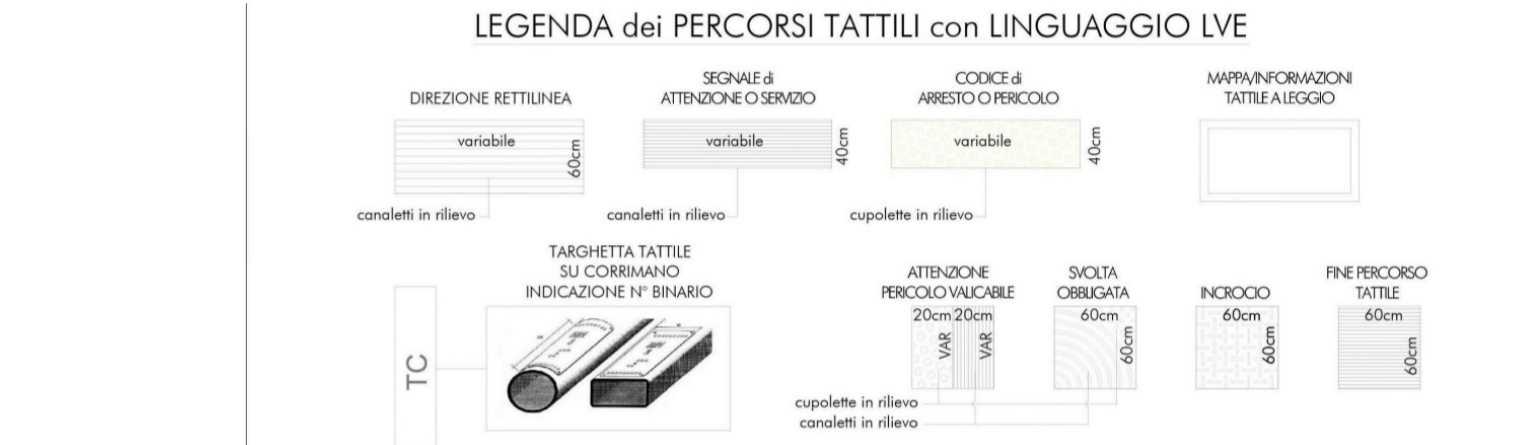 LEGENDA dei PERCORSI TATTILI con LINGUAGGIO LVE
DIREZIONE RETTILINEA
variabile
60cm
canaletti in rilievo
SEGNALE di
ATTENZIONE O SERVIZIO
variabile
40cm
canaletti in rilievo
CODICE di
ARRESTO O PERICOLO
variabile
40cm
cupolette in rilievo
MAPPA/INFORMAZIONI
TATTILE A LEGGIO
TC
TARGHETTA TATTILE
SU CORRIMANO
INDICAZIONE N° BINARIO
ATTENZIONE
PERICOLO VALICABILE
20cm 20cm
VAR
VAR
SVOLTA
OBBLIGATA
60cm
60cm
INCROCIO
60cm
60cm
FINE PERCORSO
TATTILE
60cm
60cm
cupolette in rilievo
canaletti in rilievo